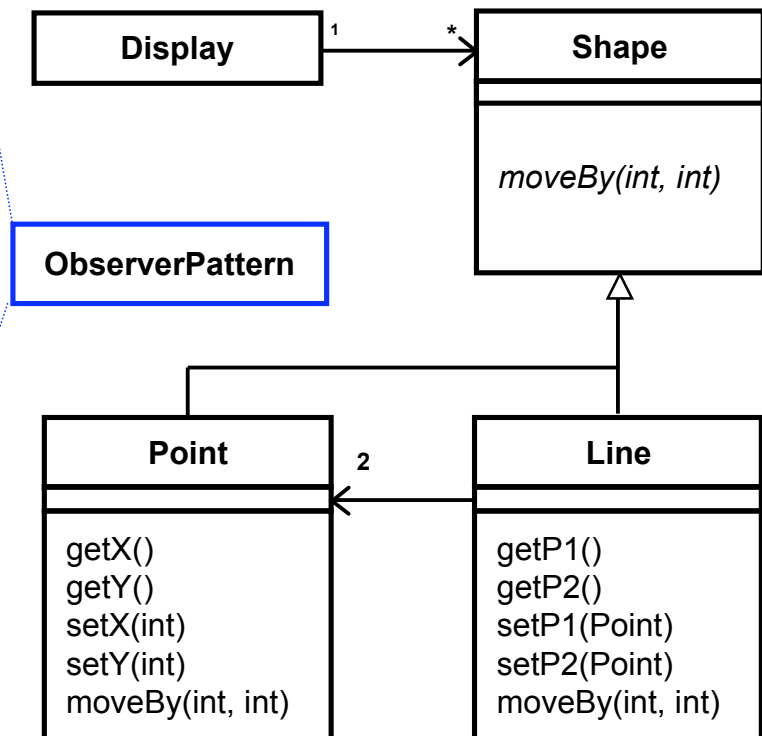 Display
1
*
Shape
moveBy(int, int)
ObserverPattern
Point
2
Line
getX()
getY()
setX(int)
setY(int)
moveBy(int, int)
getP1()
getP2()
setP1(Point)
setP2(Point)
moveBy(int, int)